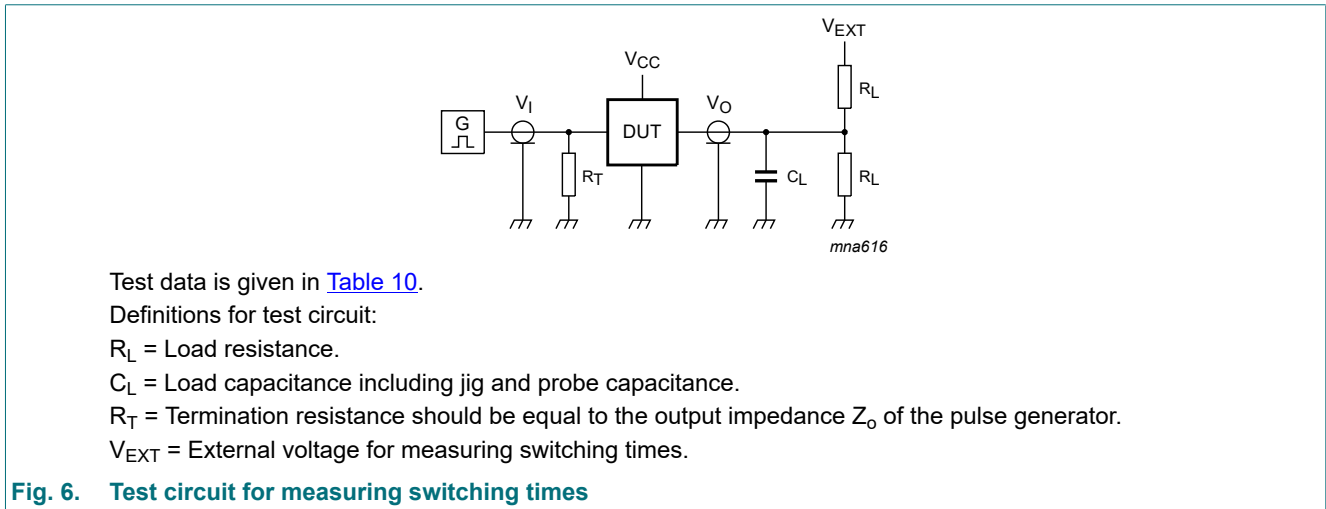 VEXT
RL
VCC
VI
VO
G
DUT
RT
CL
RL
mna616
Test data is given in Table 10.
Definitions for test circuit:
RL = Load resistance.
CL = Load capacitance including jig and probe capacitance.
RT = Termination resistance should be equal to the output impedance Zo of the pulse generator.
VEXT = External voltage for measuring switching times.
Fig. 6. Test circuit for measuring switching times